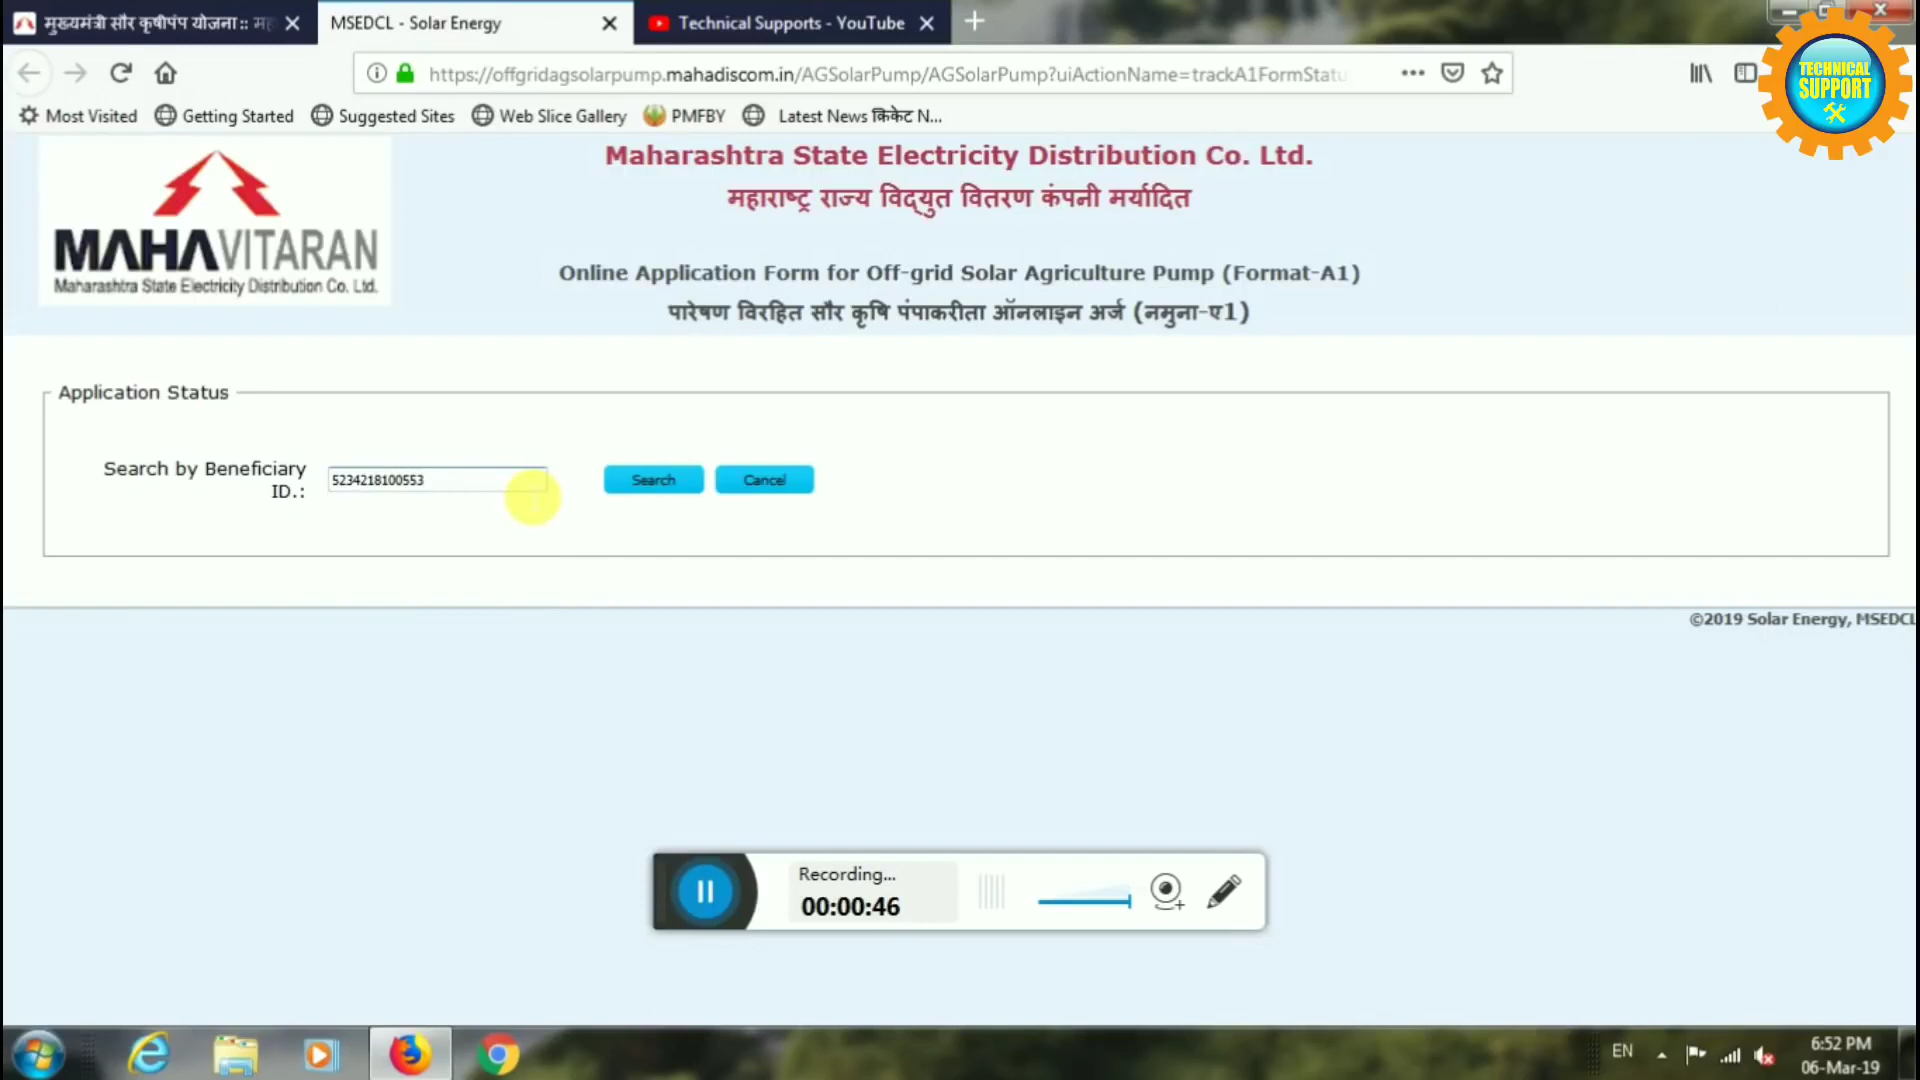 मुख्यमंत्री सौर कृषीपंप योजना :: मह
MSEDCL - Solar Energy
Technical Supports - YouTube
https://offgridagsolarpump.mahadiscom.in/AGSolarPump/AGSolarPump?uiActionName=trackA1FormStatu
TECHNICAL
SUPPORT
Most Visited
Getting Started
Suggested Sites
Web Slice Gallery
PMFBY
Latest News क्रिकेट N...
MAHAVITARAN
Maharashtra State Electricity Distribution Co. Ltd.
Maharashtra State Electricity Distribution Co. Ltd.
महाराष्ट्र राज्य विद्युत वितरण कंपनी मर्यादित
Online Application Form for Off-grid Solar Agriculture Pump (Format-A1)
पारेषण विरहित सौर कृषि पंपाकरीता ऑनलाइन अर्ज (नमुना-ए1)
Application Status
Search by Beneficiary
ID.:
5234218100553
Search
Cancel
©2019 Solar Energy, MSEDCL
Recording...
00:00:46
EN
6:52 PM
06-Mar-19